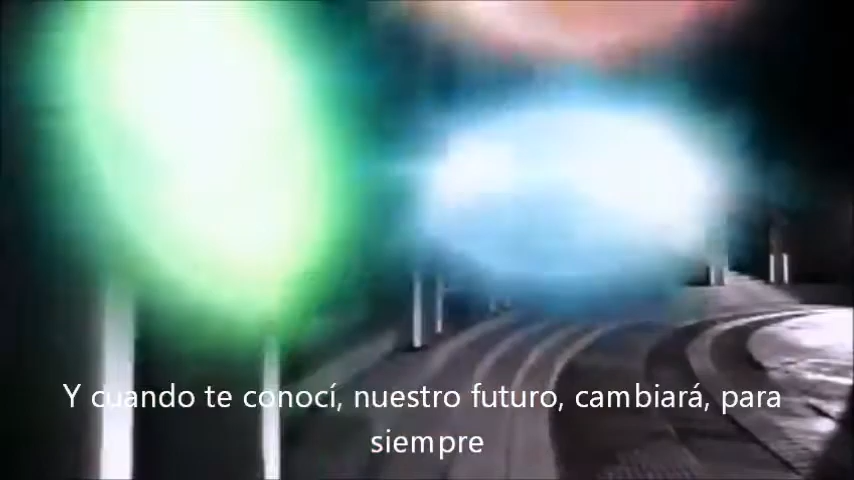 Y cuando te conocí, nuestro futuro, cambiará, para
siempre